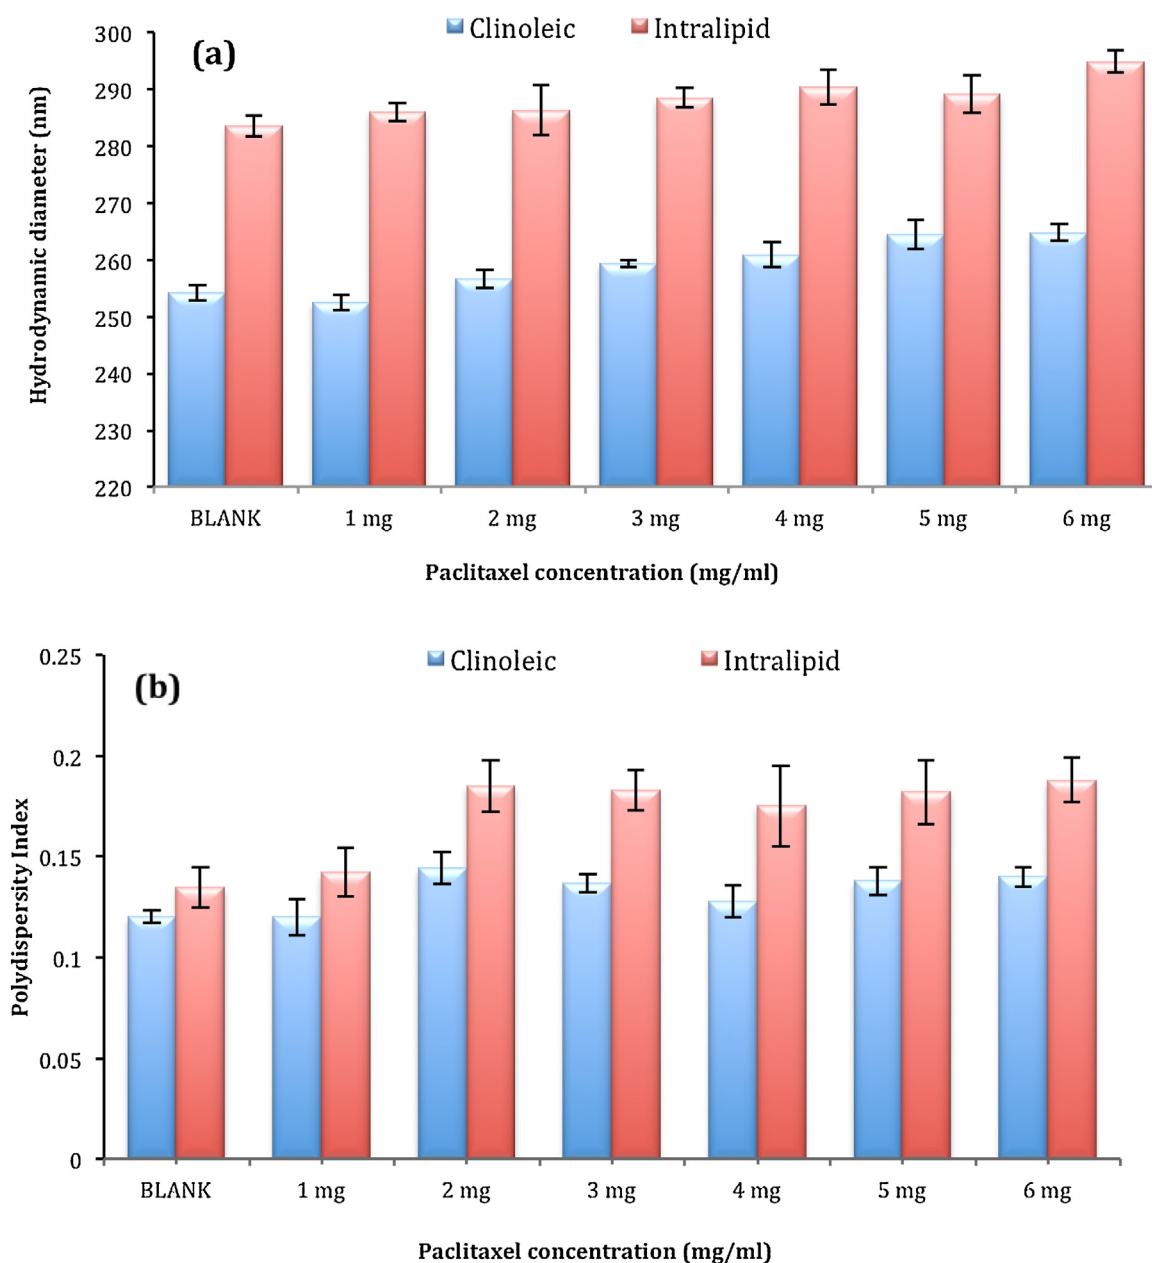 Clinoleic Intralipid
(a)
300
290
280
270
260
250
240
230
220
Hydrodynamic diameter (nm)
BLANK 1 mg 2 mg 3 mg 4 mg 5 mg 6 mg
Paclitaxel concentration (mg/ml)
Clinoleic Intralipid
(b)
0.25
0.2
0.15
0.1
0.05
0
Polydispersity Index
BLANK 1 mg 2 mg 3 mg 4 mg 5 mg 6 mg
Paclitaxel concentration (mg/ml)